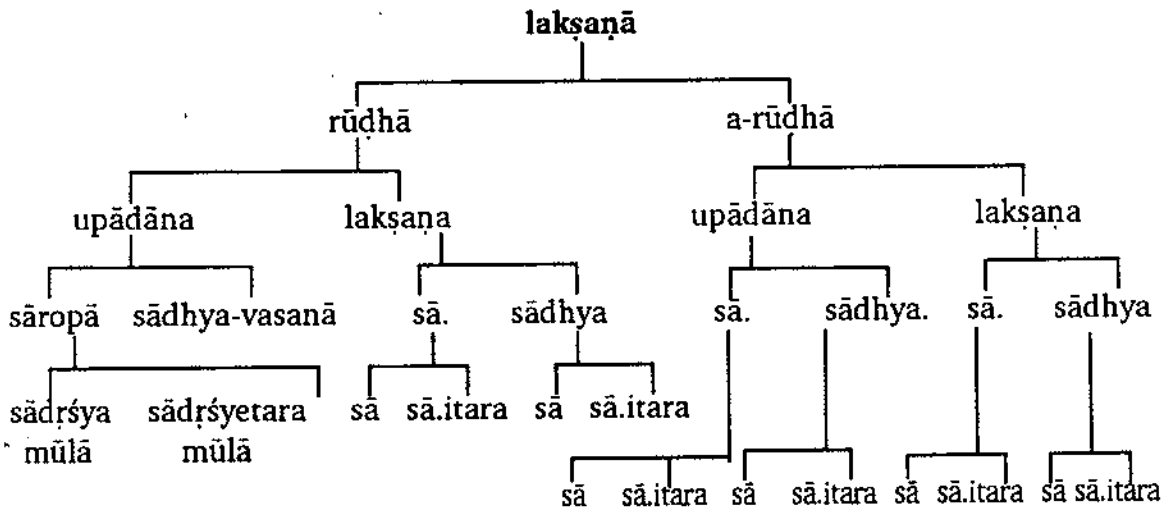 lakṣaṇā
rūḍhā a-rūdhā
upādāna lakṣaṇa upādāna lakṣaṇa
sāropā sādhya-vasanā sā. sādhya sā. sādhya. sā. sādhya
sādṛśya sādṛśyetara sā sā.itara sā sā.itara
mūlā mūlā
sā sā.itara sā sā.itara sā sā.itara sā sā.itara